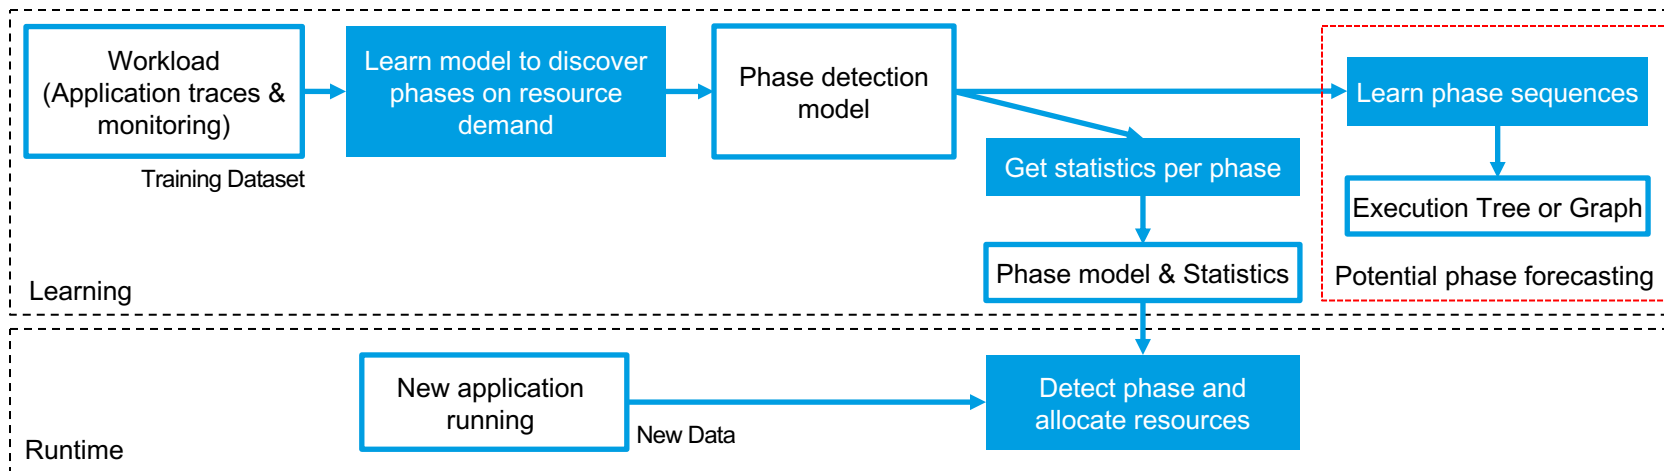 Workload
(Application traces &
monitoring)
Training Dataset
Learn model to discover
phases on resource
demand
Phase detection
model
Get statistics per phase
Phase model & Statistics
Learn phase sequences
Execution Tree or Graph
Potential phase forecasting
Learning
New application
running
New Data
Detect phase and
allocate resources
Runtime